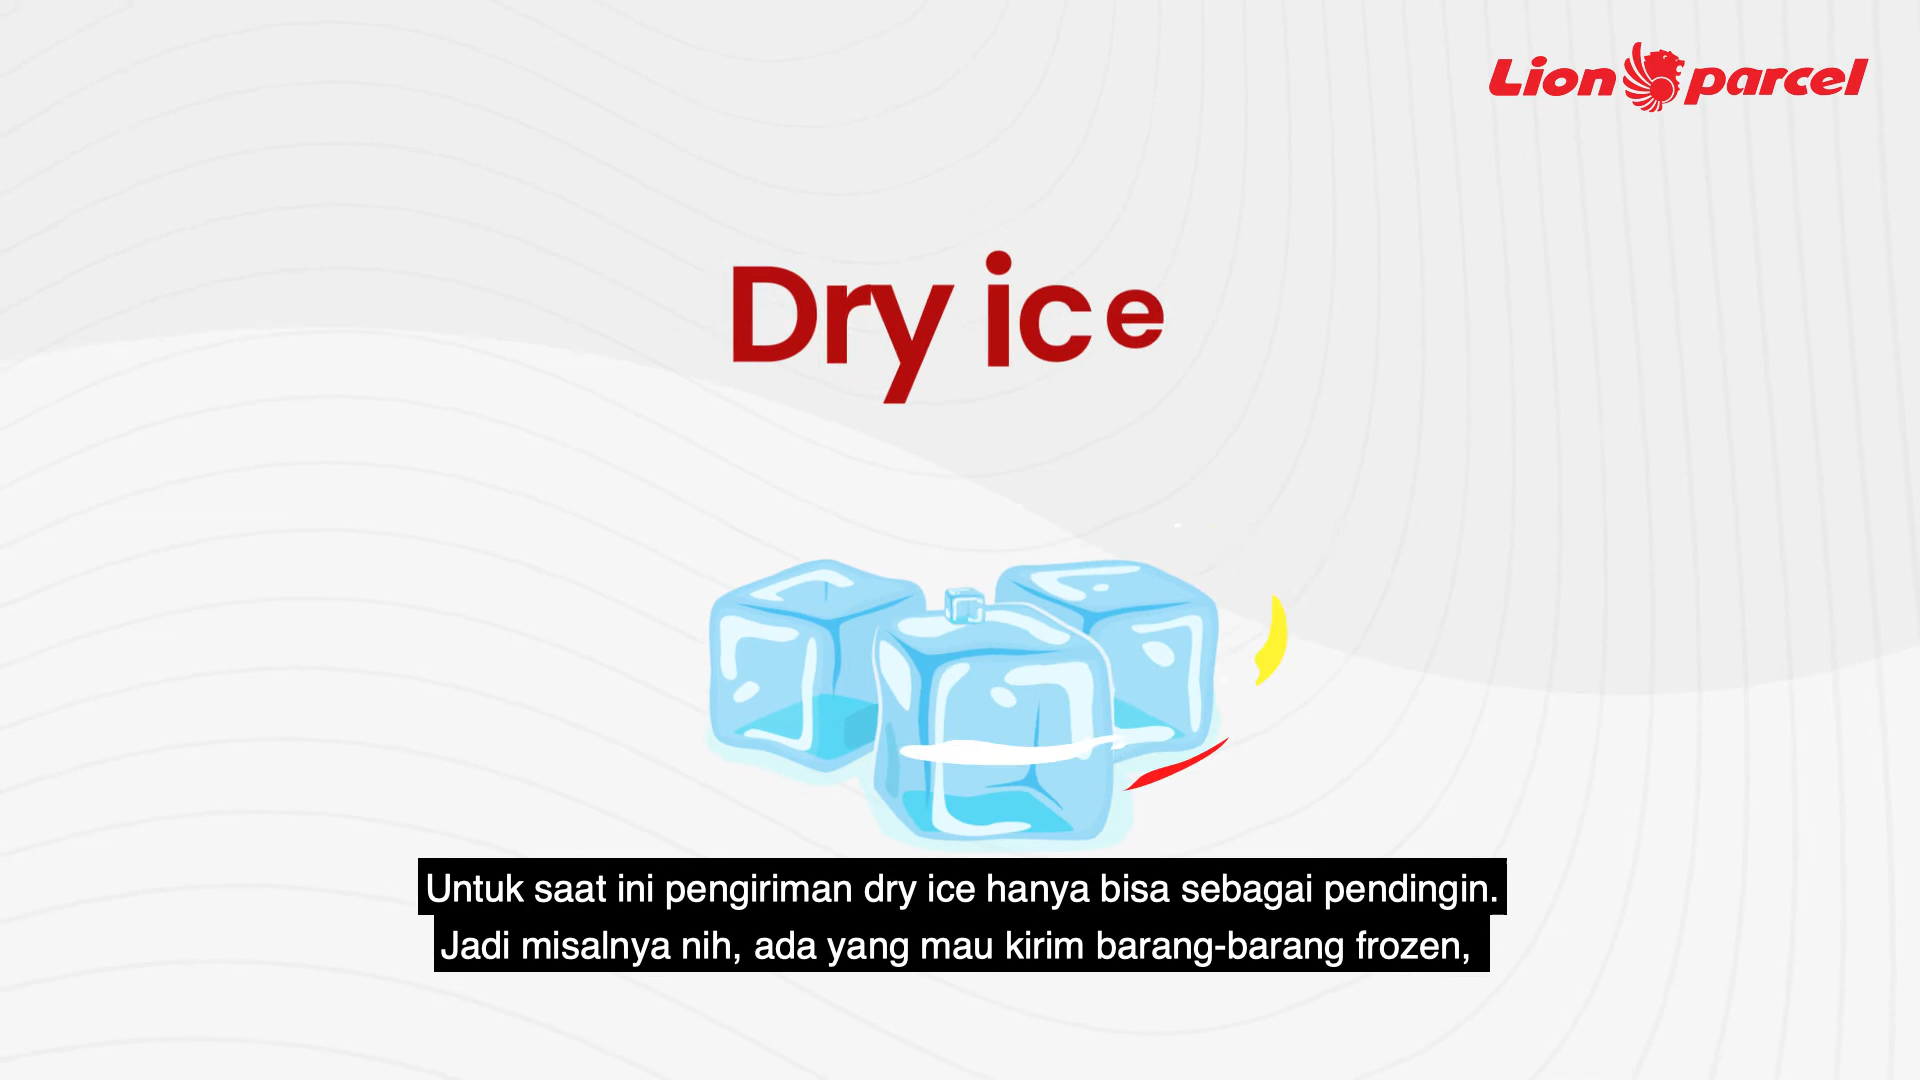 Lion parcel
Dry ice
Untuk saat ini pengiriman dry ice hanya bisa sebagai pendingin.
Jadi misalnya nih, ada yang mau kirim barang-barang frozen,